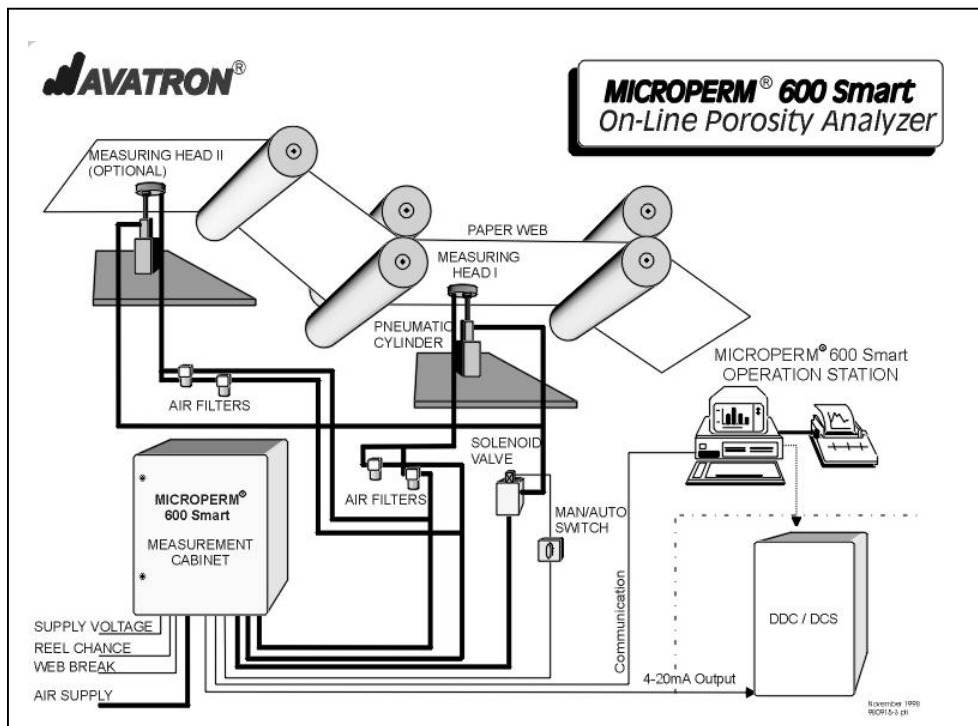 AVATRON®
MICROPERM® 600 Smart
On-Line Porosity Analyzer
MEASURING HEAD II
(OPTIONAL)
PAPER WEB
MEASURING
HEAD I
PNEUMATIC
CYLINDER
MICROPERM® 600 Smart
OPERATION STATION
AIR FILTERS
SOLENOID
VALVE
AIR FILTERS
MAN/AUTO
SWITCH
MICROPERM®
600 Smart
MEASUREMENT
CABINET
Communication
DDC / DCS
SUPPLY VOLTAGE
REEL CHANCE
WEB BREAK
AIR SUPPLY
4-20mA Output
November 1998